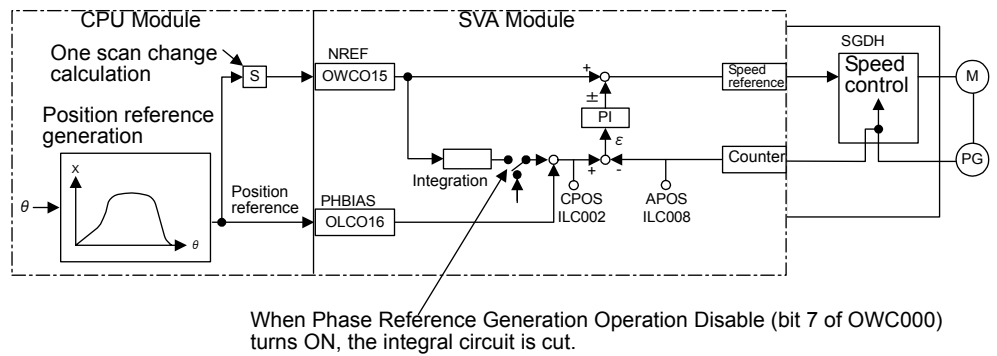 CPU Module
SVA Module
One scan change
calculation
S
NREF
OWCO15
Speed
reference
SGDH
Speed
control
M
+
±
PI
ε
Position reference
generation
X
θ
θ
Position
reference
Integration
+
-
Counter
PG
CPOS
ILC002
APOS
ILC008
PHBIAS
OLCO16
When Phase Reference Generation Operation Disable (bit 7 of OWC000)
turns ON, the integral circuit is cut.